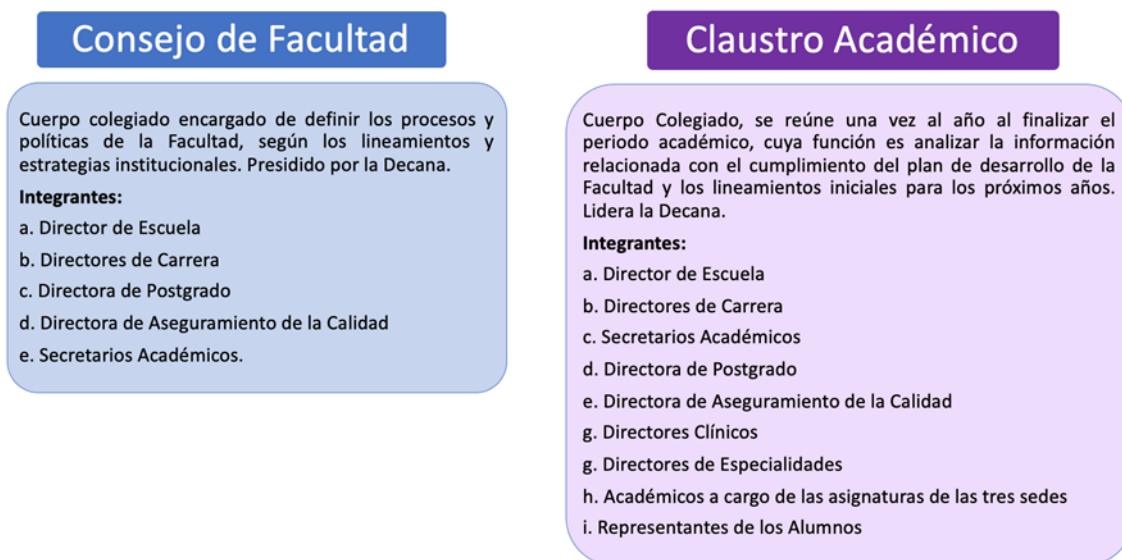 Consejo de Facultad
Cuerpo colegiado encargado de definir los procesos y
políticas de la Facultad, según los lineamientos y
estrategias institucionales. Presidido por la Decana.
Integrantes:
a. Director de Escuela
b. Directores de Carrera
c. Directora de Postgrado
d. Directora de Aseguramiento de la Calidad
e. Secretarios Académicos.
Claustro Académico
Cuerpo Colegiado, se reúne una vez al año al finalizar el
periodo académico, cuya función es analizar la información
relacionada con el cumplimiento del plan de desarrollo de la
Facultad y los lineamientos iniciales para los próximos años.
Lidera la Decana.
Integrantes:
a. Director de Escuela
b. Directores de Carrera
c. Secretarios Académicos
d. Directora de Postgrado
e. Directora de Aseguramiento de la Calidad
g. Directores Clínicos
g. Directores de Especialidades
h. Académicos a cargo de las asignaturas de las tres sedes
i. Representantes de los Alumnos